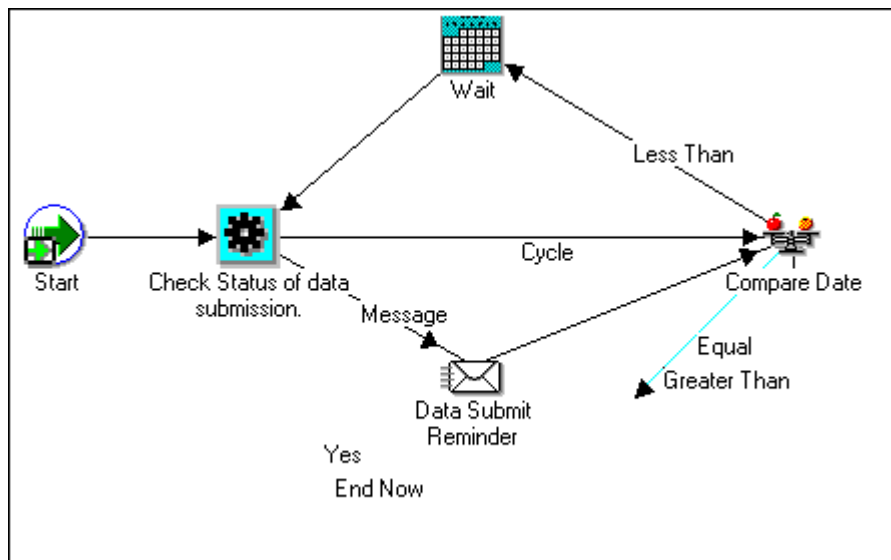 Wait
Less Than
Start
Check Status of data
submission.
Cycle
Compare Date
Message
Equal
Greater Than
Data Submit
Reminder
Yes
End Now